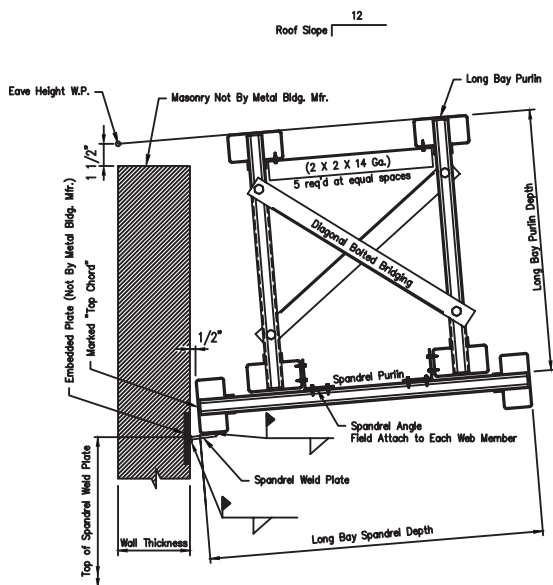 12
Roof Slope
Long Bay Purlin
Eave Height W.P.
Masonry Not By Metal Bldg. Mfr.
1 1/2"
(2 X 2 X 14 Ga.)
5 req'd at equal spaces
Diagonal Bolted Bridging
Long Bay Purlin Depth
Embedded Plate (Not By Metal Bldg. Mfr.)
Marked "Top Chord"
1/2"
Spandrel Purlin
Spandrel Angle
Field Attach to Each Web Member
Spandrel Weld Plate
Top of Spandrel Weld Plate
Wall Thickness
Long Bay Spandrel Depth